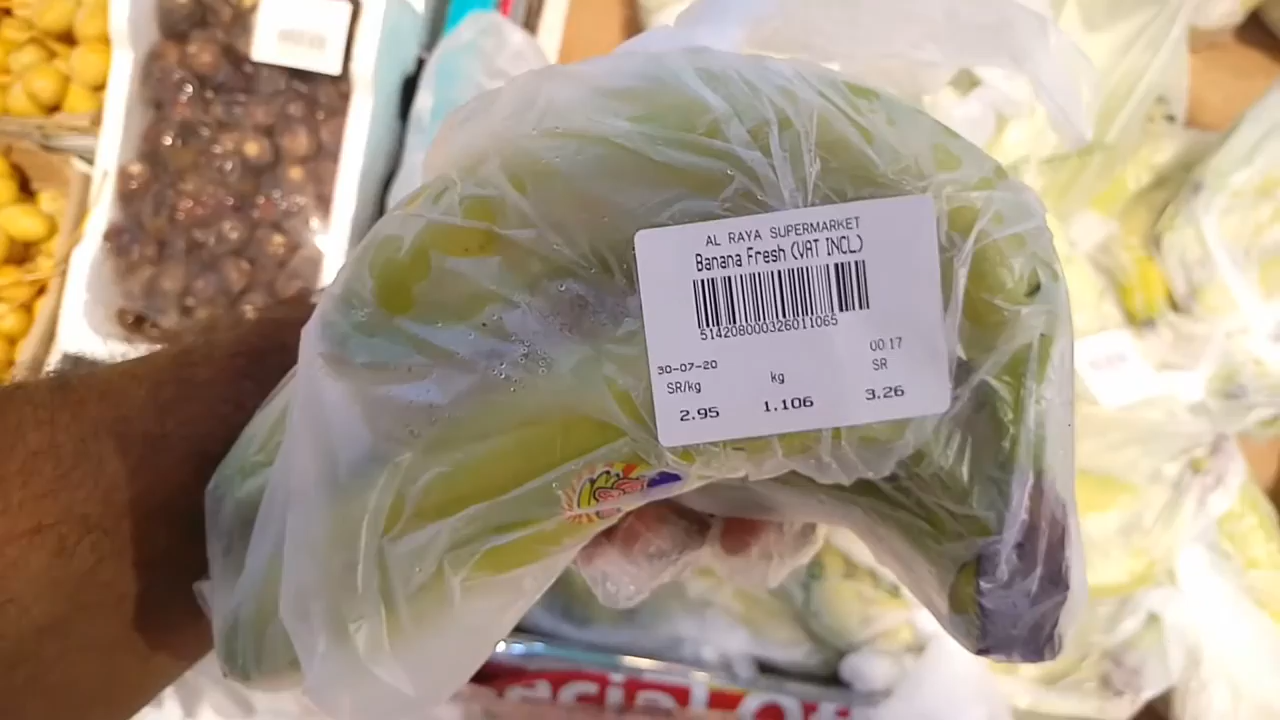 AL RAYA SUPERMARKET
Banana Fresh (VAT INCL)
514208000326011065
30-07-20
00 17
SR/kg
kg
SR
2.95
1.106
3.26